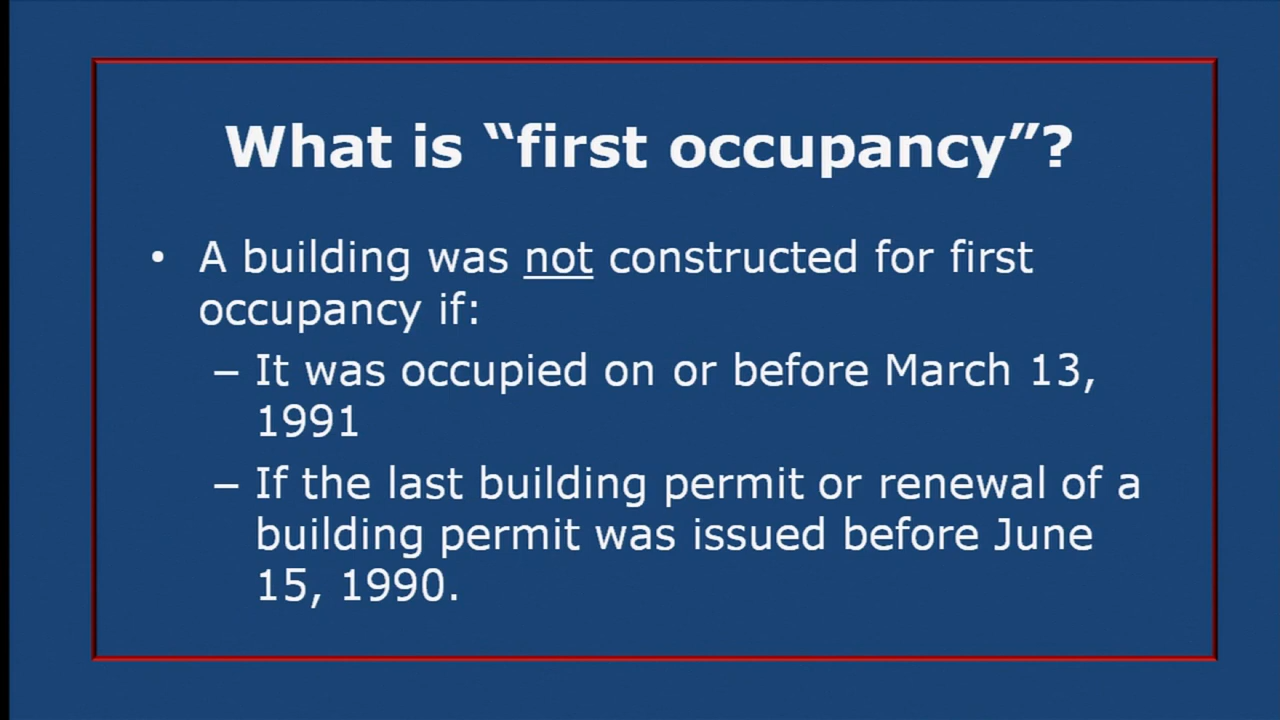 What is “first occupancy”?
• A building was not constructed for first
occupancy if:
– It was occupied on or before March 13,
1991
– If the last building permit or renewal of a
building permit was issued before June
15, 1990.